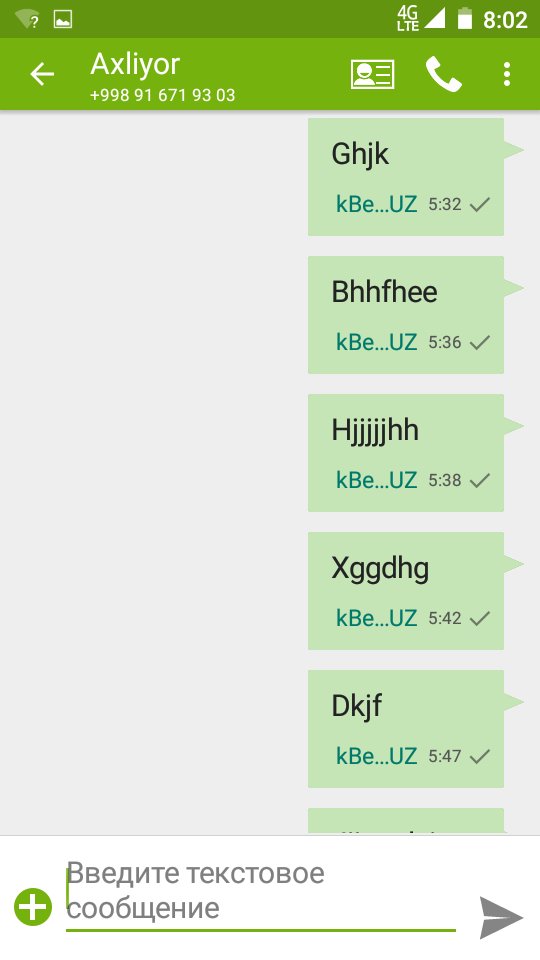 4G
LTE
8:02
Axliyor
+998 91 671 93 03
Ghjk
kBe...UZ 5:32
Bhhfhee
kBe...UZ 5:36
Hjjjjjhh
kBe...UZ 5:38
Xggdhg
kBe...UZ 5:42
Dkjf
kBe...UZ 5:47
Введите текстовое
сообщение